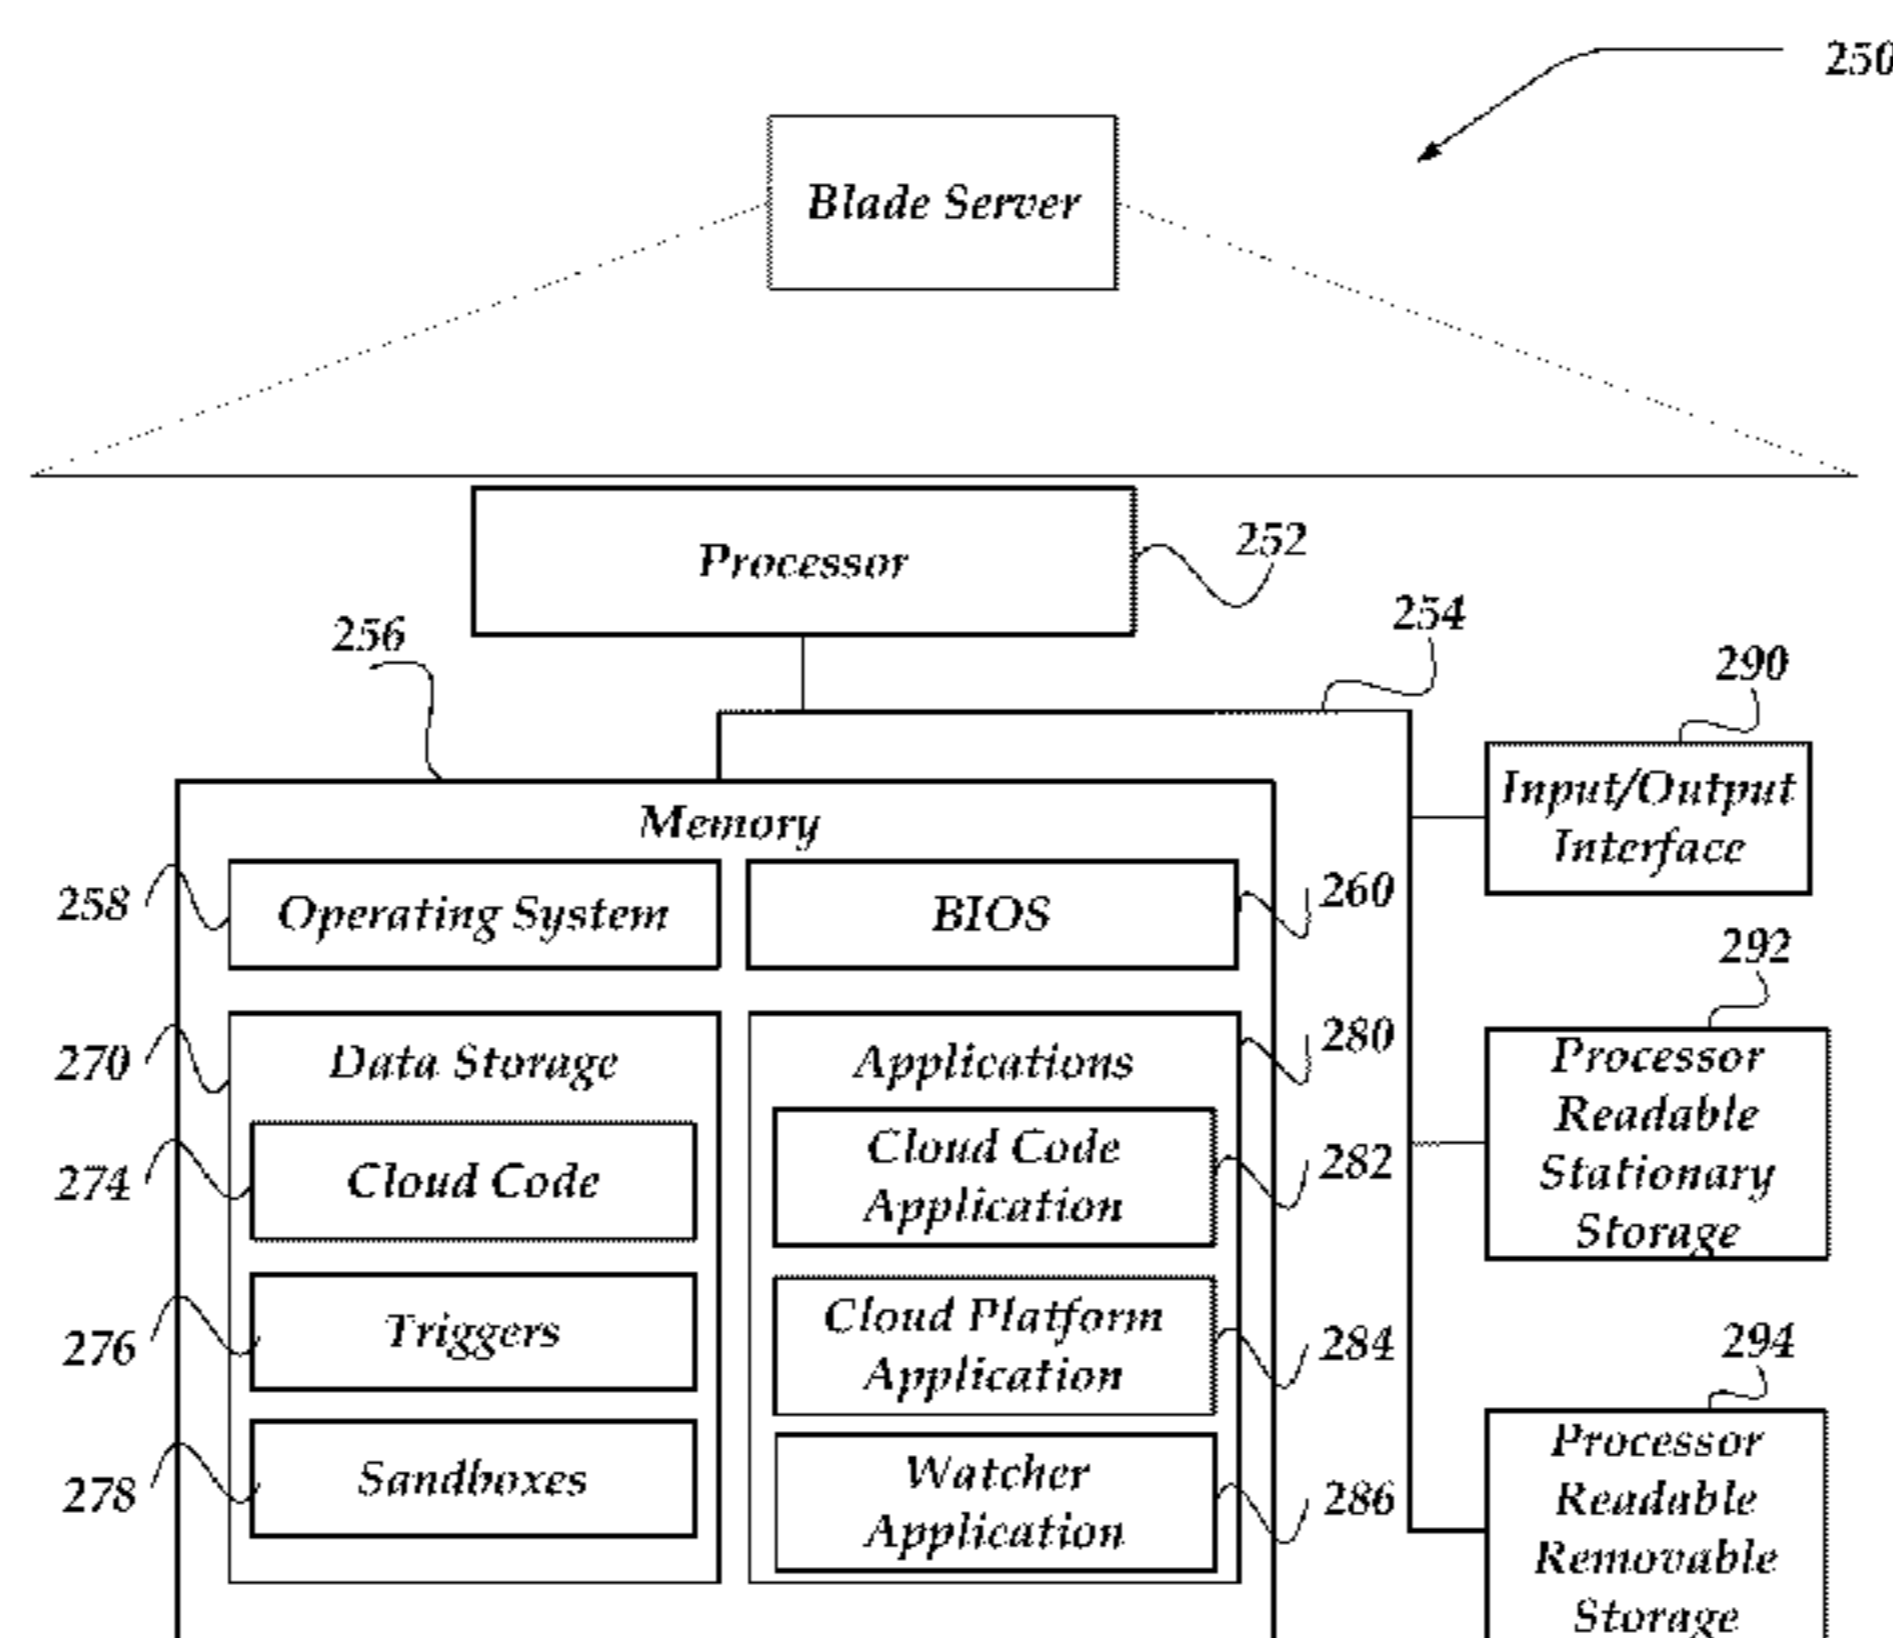 250
Blade Server
Processor
252
254
256
290
Input/Output
Interface
Memory
258
Operating System
BIOS
260
292
Processor
Readable
Stationary
Storage
270
Data Storage
274
Cloud Code
276
Triggers
278
Sandboxes
280
Applications
Cloud Code
Application
282
Cloud Platform
Application
284
Watcher
Application
286
294
Processor
Readable
Removable
Storage